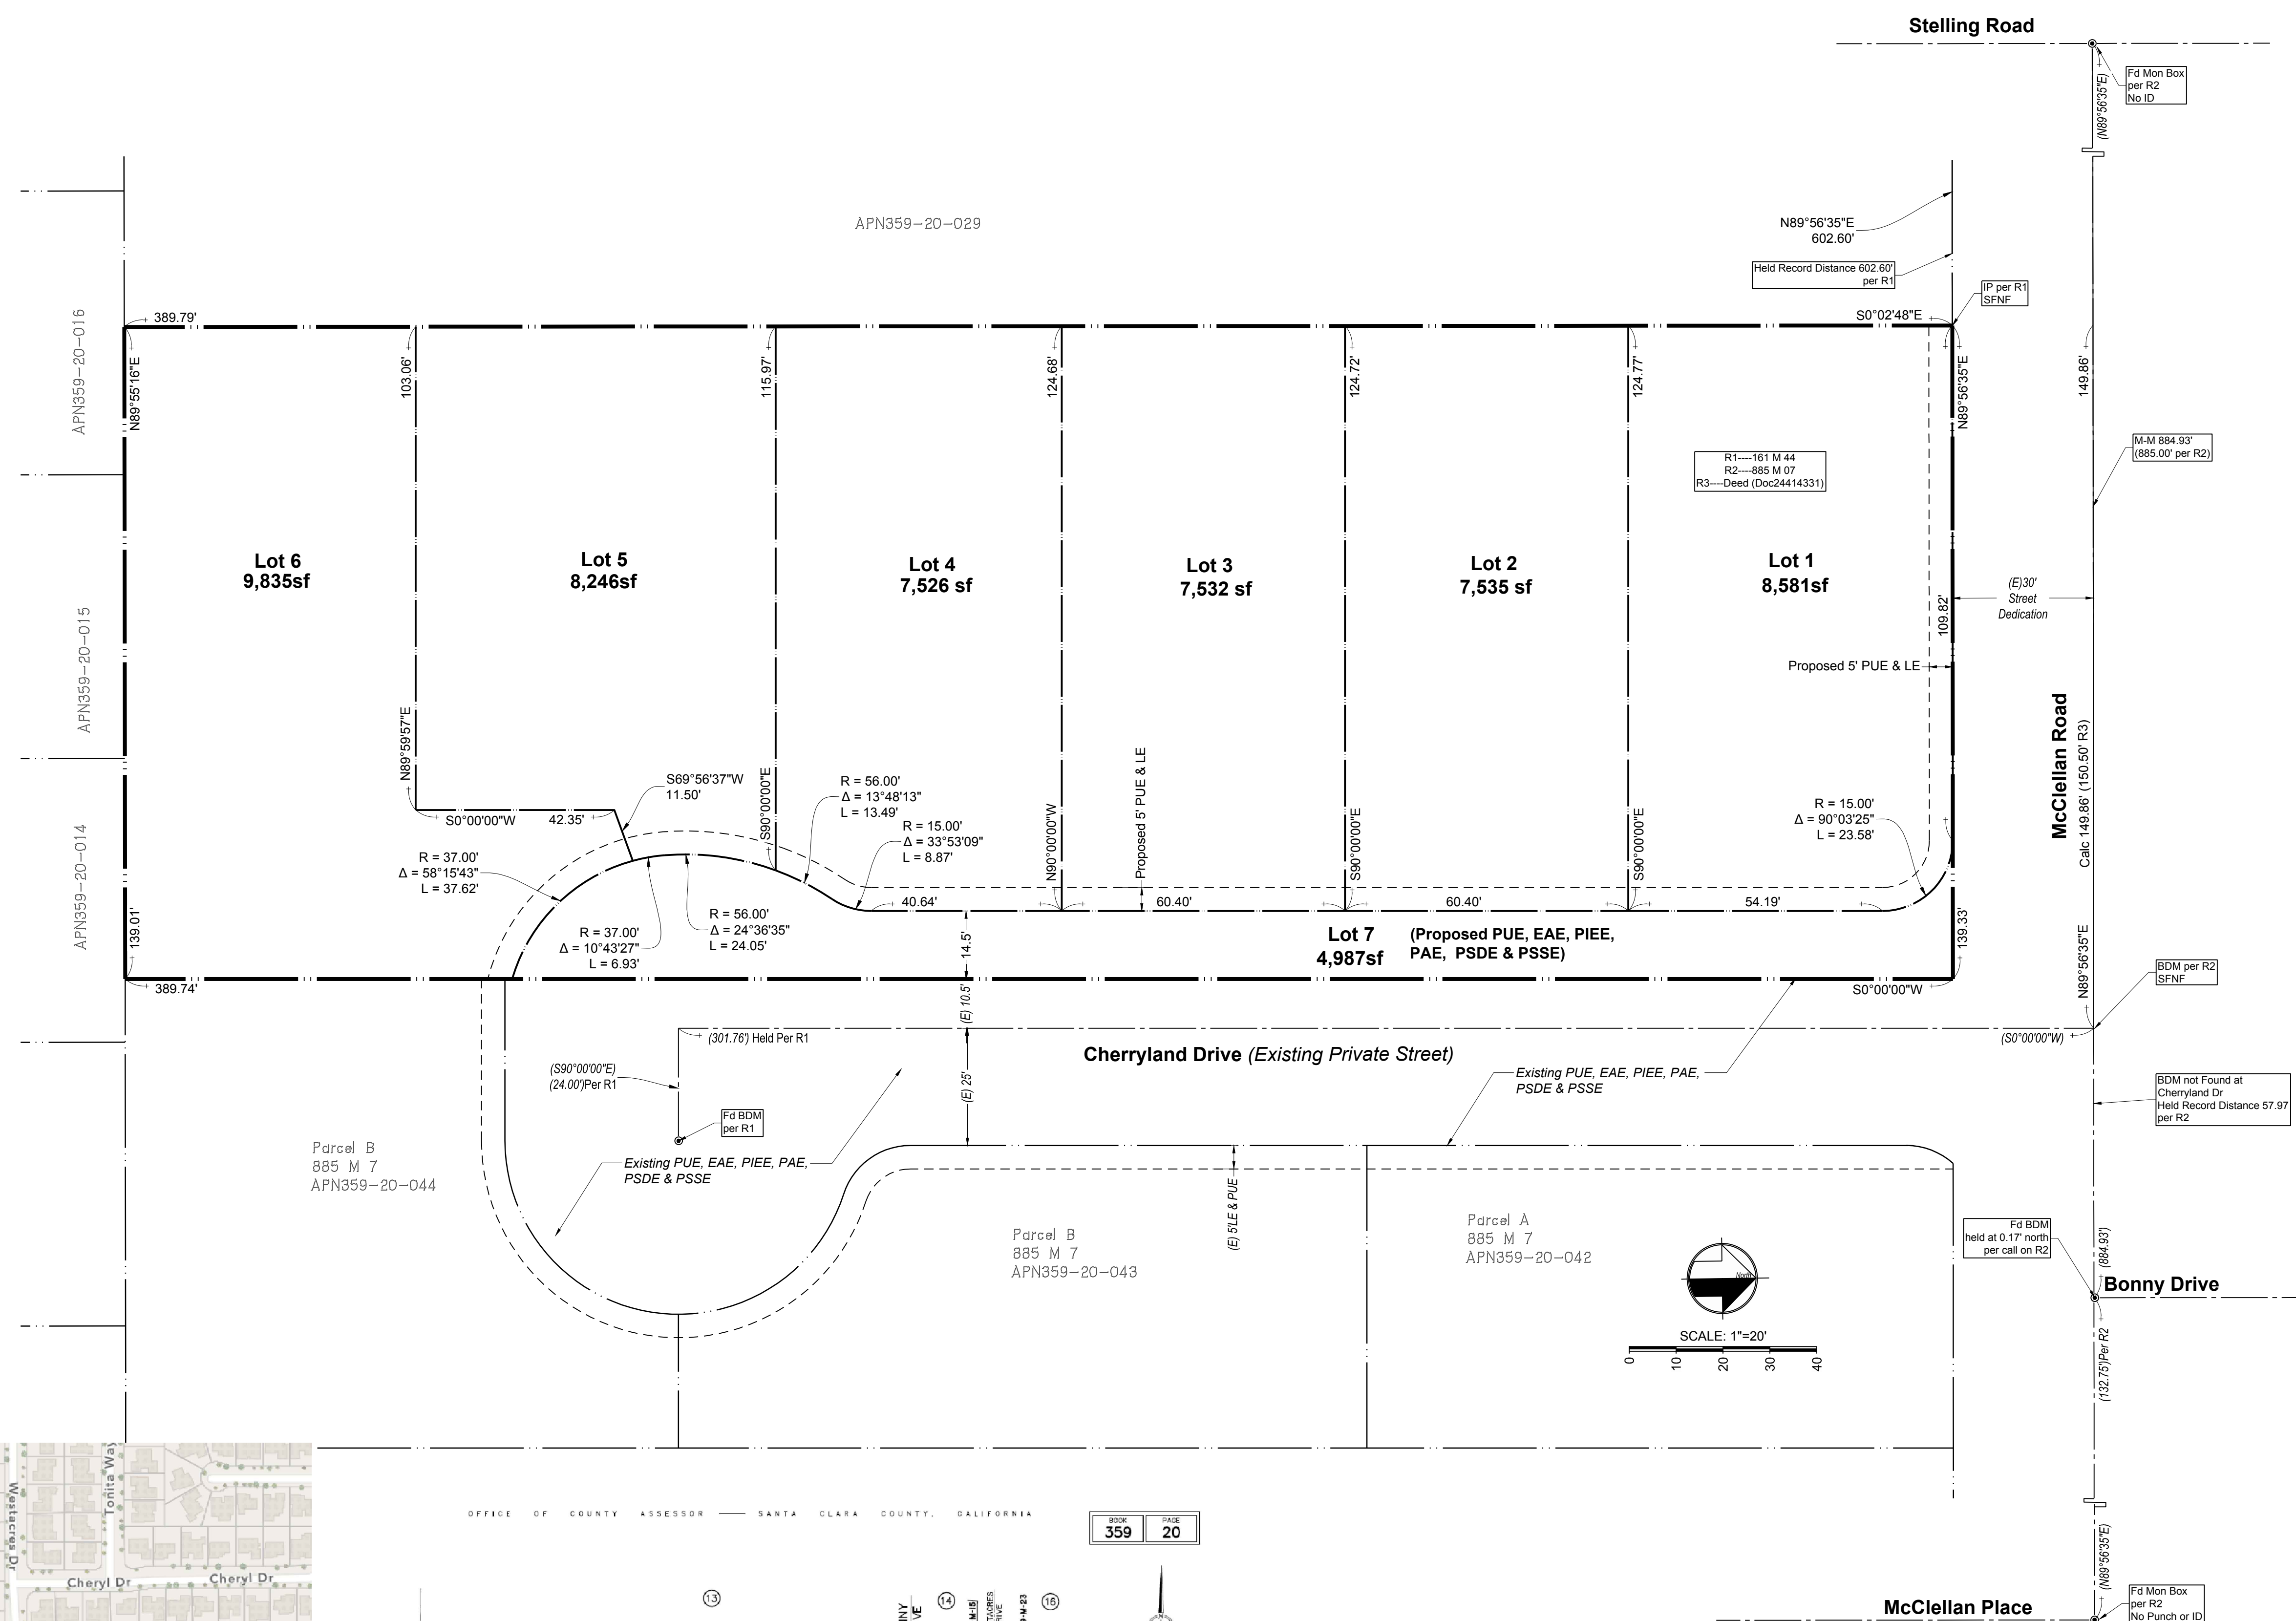 Stelling Road
Fd Mon Box
per R2
No ID
(N89°56'35"E)
APN359-20-029
N89°56'35"E
602.60'
Held Record Distance 602.60'
per R1
IP per R1
SFNF
389.79'
S0°02'48"E
APN359-20-016
N89°55'16"E
103.06'
115.97'
124.68'
124.72'
124.77'
N89°56'35"E
149.86'
M-M 884.93'
(885.00' per R2)
R1----161 M 44
R2----885 M 07
R3----Deed (Doc24414331)
Lot 6
9,835sf
Lot 5
8,246sf
Lot 4
7,526 sf
Lot 3
7,532 sf
Lot 2
7,535 sf
Lot 1
8,581sf
(E)30'
Street
Dedication
109.82'
APN359-20-015
Proposed 5' PUE & LE
McClellan Road
Calc 149.86' (150.50' R3)
N89°59'57"E
S69°56'37"W
11.50'
S90°00'00"E
R = 56.00'
Δ = 13°48'13"
L = 13.49'
Proposed 5' PUE & LE
N90°00'00"W
S90°00'00"E
S90°00'00"E
R = 15.00'
Δ = 90°03'25"
L = 23.58'
S0°00'00"W
42.35'
R = 15.00'
Δ = 33°53'09"
L = 8.87'
APN359-20-014
R = 37.00'
Δ = 58°15'43"
L = 37.62'
40.64'
60.40'
60.40'
54.19'
139.01'
R = 37.00'
Δ = 10°43'27"
L = 6.93'
R = 56.00'
Δ = 24°36'35"
L = 24.05'
14.5'
Lot 7
4,987sf
(Proposed PUE, EAE, PIEE,
PAE, PSDE & PSSE)
139.33'
N89°56'35"E
BDM per R2
SFNF
389.74'
(E) 10.5'
S0°00'00"W
(301.76') Held Per R1
(S0°00'00"W)
Cherryland Drive (Existing Private Street)
(S90°00'00"E)
(24.00')Per R1
(E) 25'
Existing PUE, EAE, PIEE, PAE,
PSDE & PSSE
BDM not Found at
Cherryland Dr
Held Record Distance 57.97
per R2
Fd BDM
per R1
Parcel B
885 M 7
APN359-20-044
Existing PUE, EAE, PIEE, PAE,
PSDE & PSSE
(E) 5'LE & PUE
Parcel B
885 M 7
APN359-20-043
Parcel A
885 M 7
APN359-20-042
Fd BDM
held at 0.17' north
per call on R2
(884.93')
North
Bonny Drive
SCALE: 1"=20'
0 10 20 30 40
(132.75')Per R2
Westacres Dr
Tonita Way
Cheryl Dr
Cheryl Dr
OFFICE OF COUNTY ASSESSOR — SANTA CLARA COUNTY, CALIFORNIA
BOOK
359
PAGE
20
(N89°56'35"E)
13
14
16
McClellan Place
Fd Mon Box
per R2
No Punch or ID